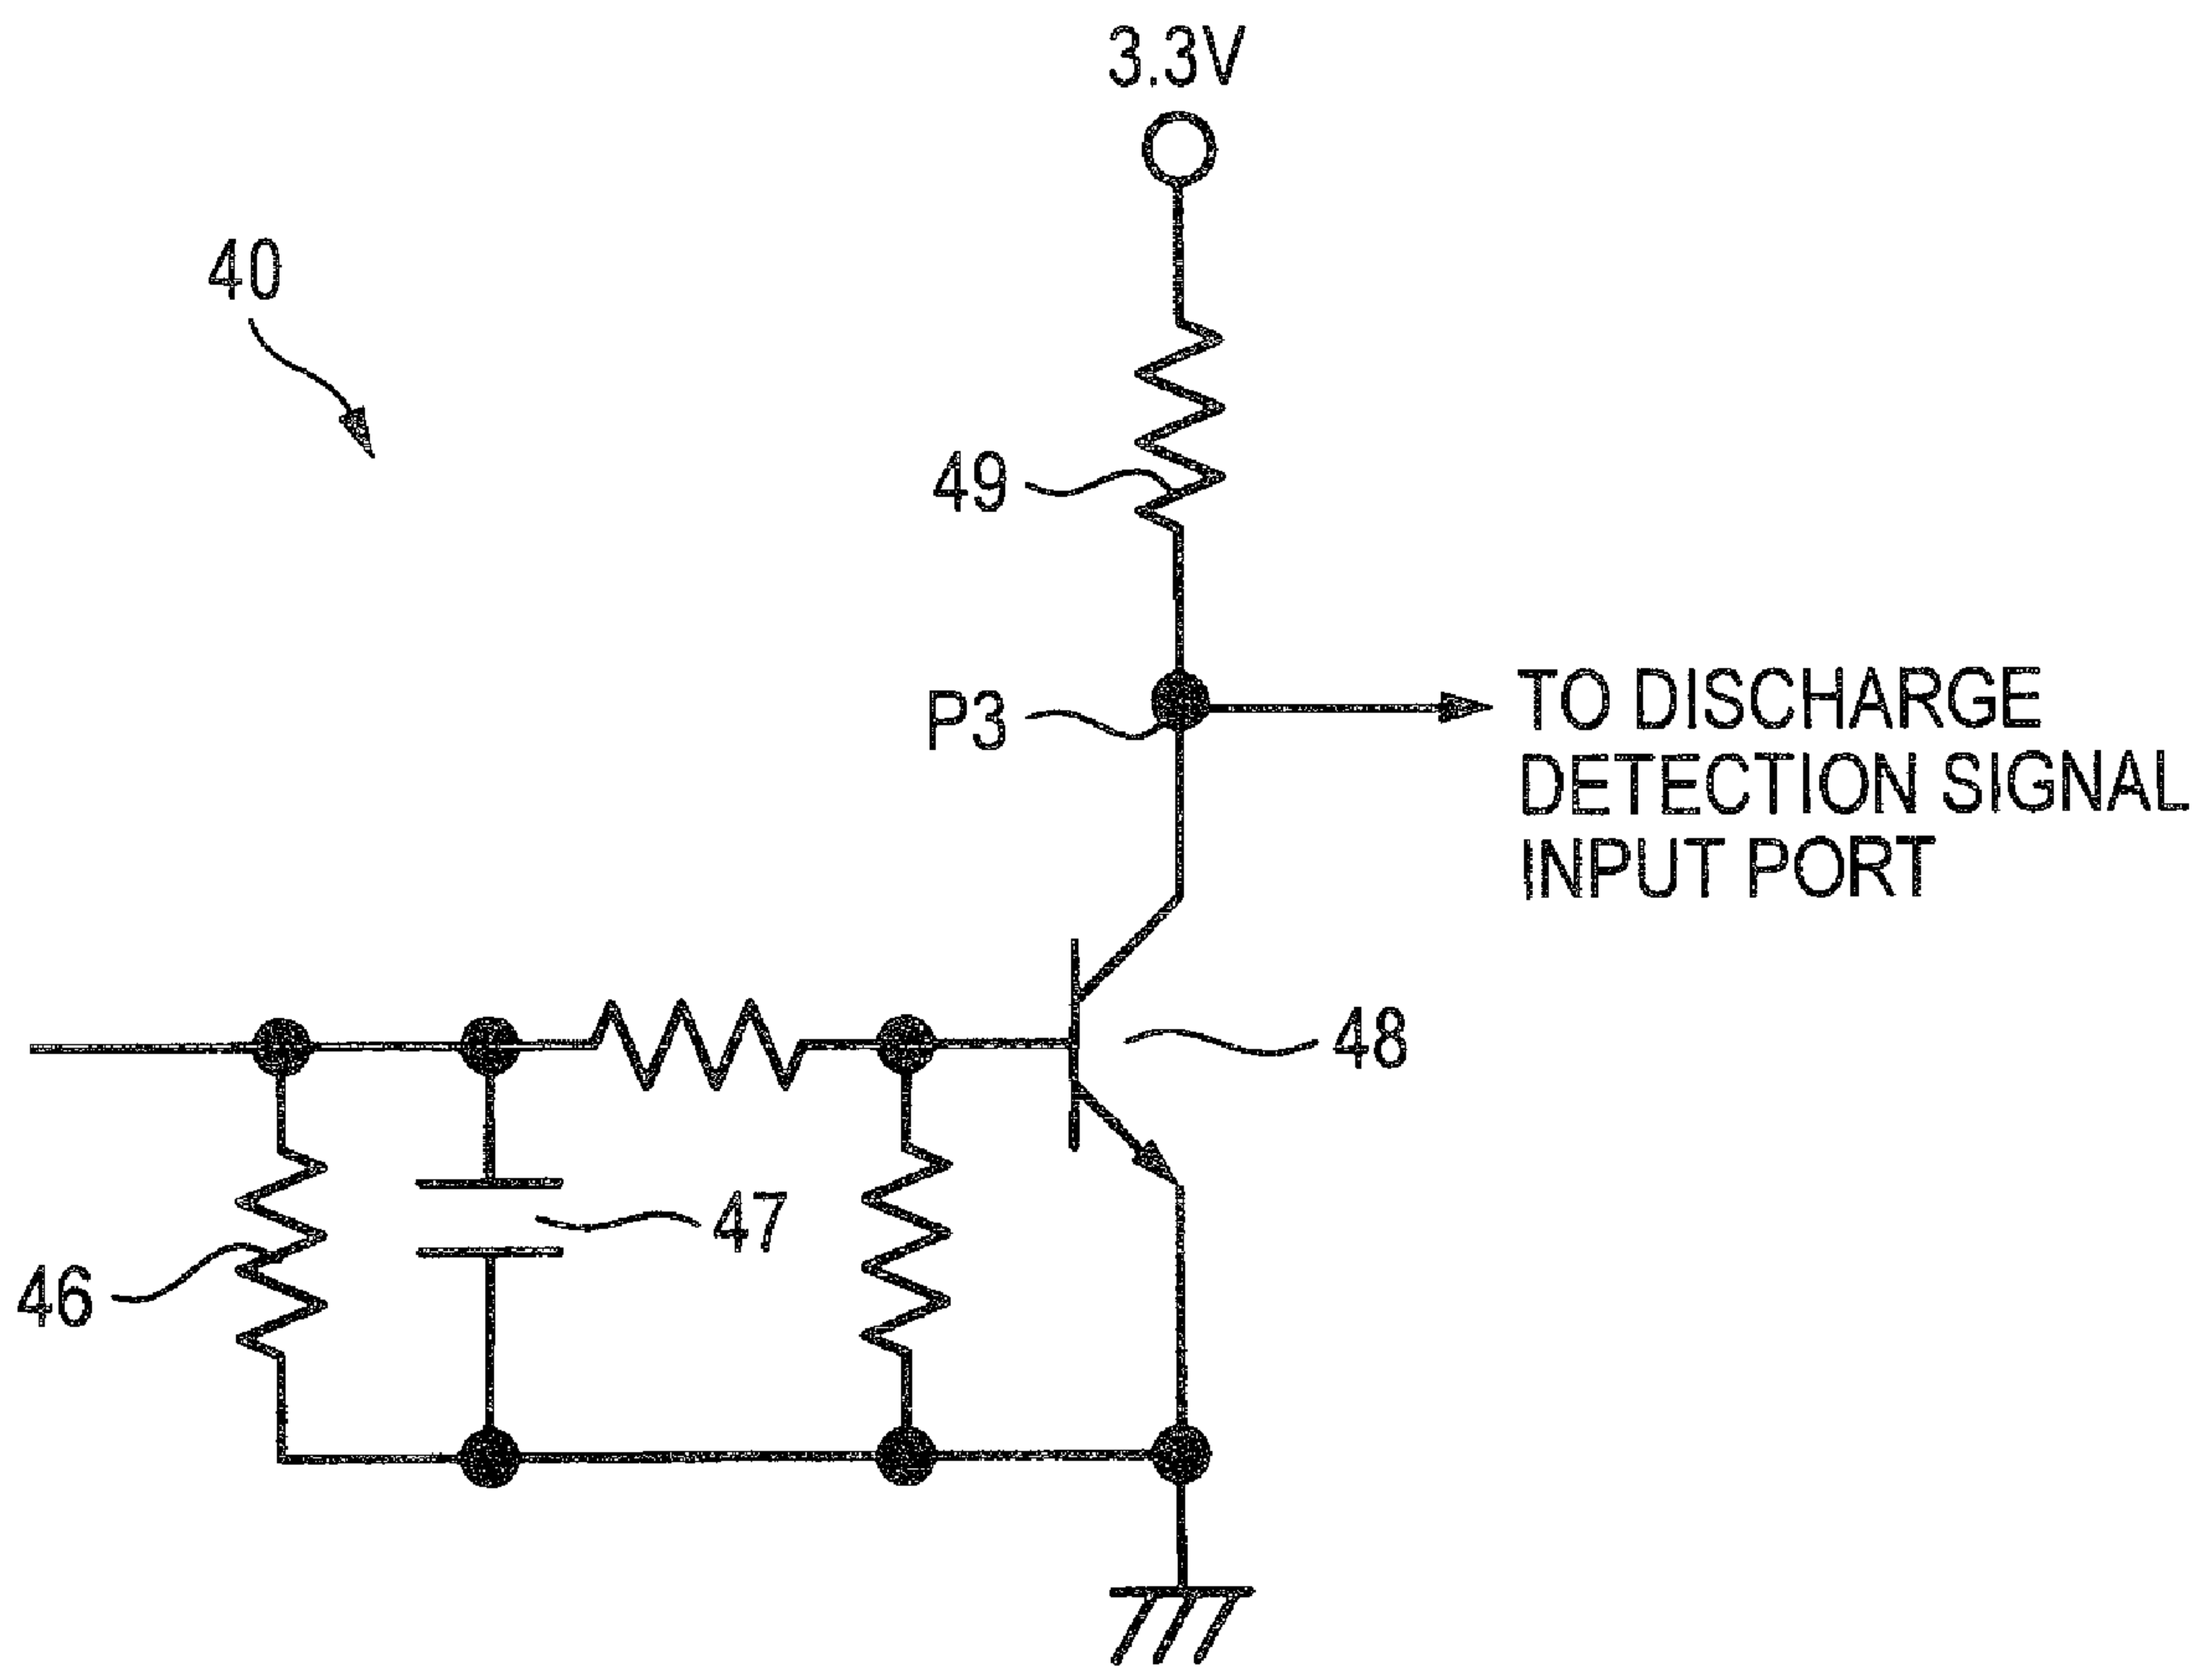 3.3V
40
49
P3
TO DISCHARGE
DETECTION SIGNAL
INPUT PORT
48
47
46